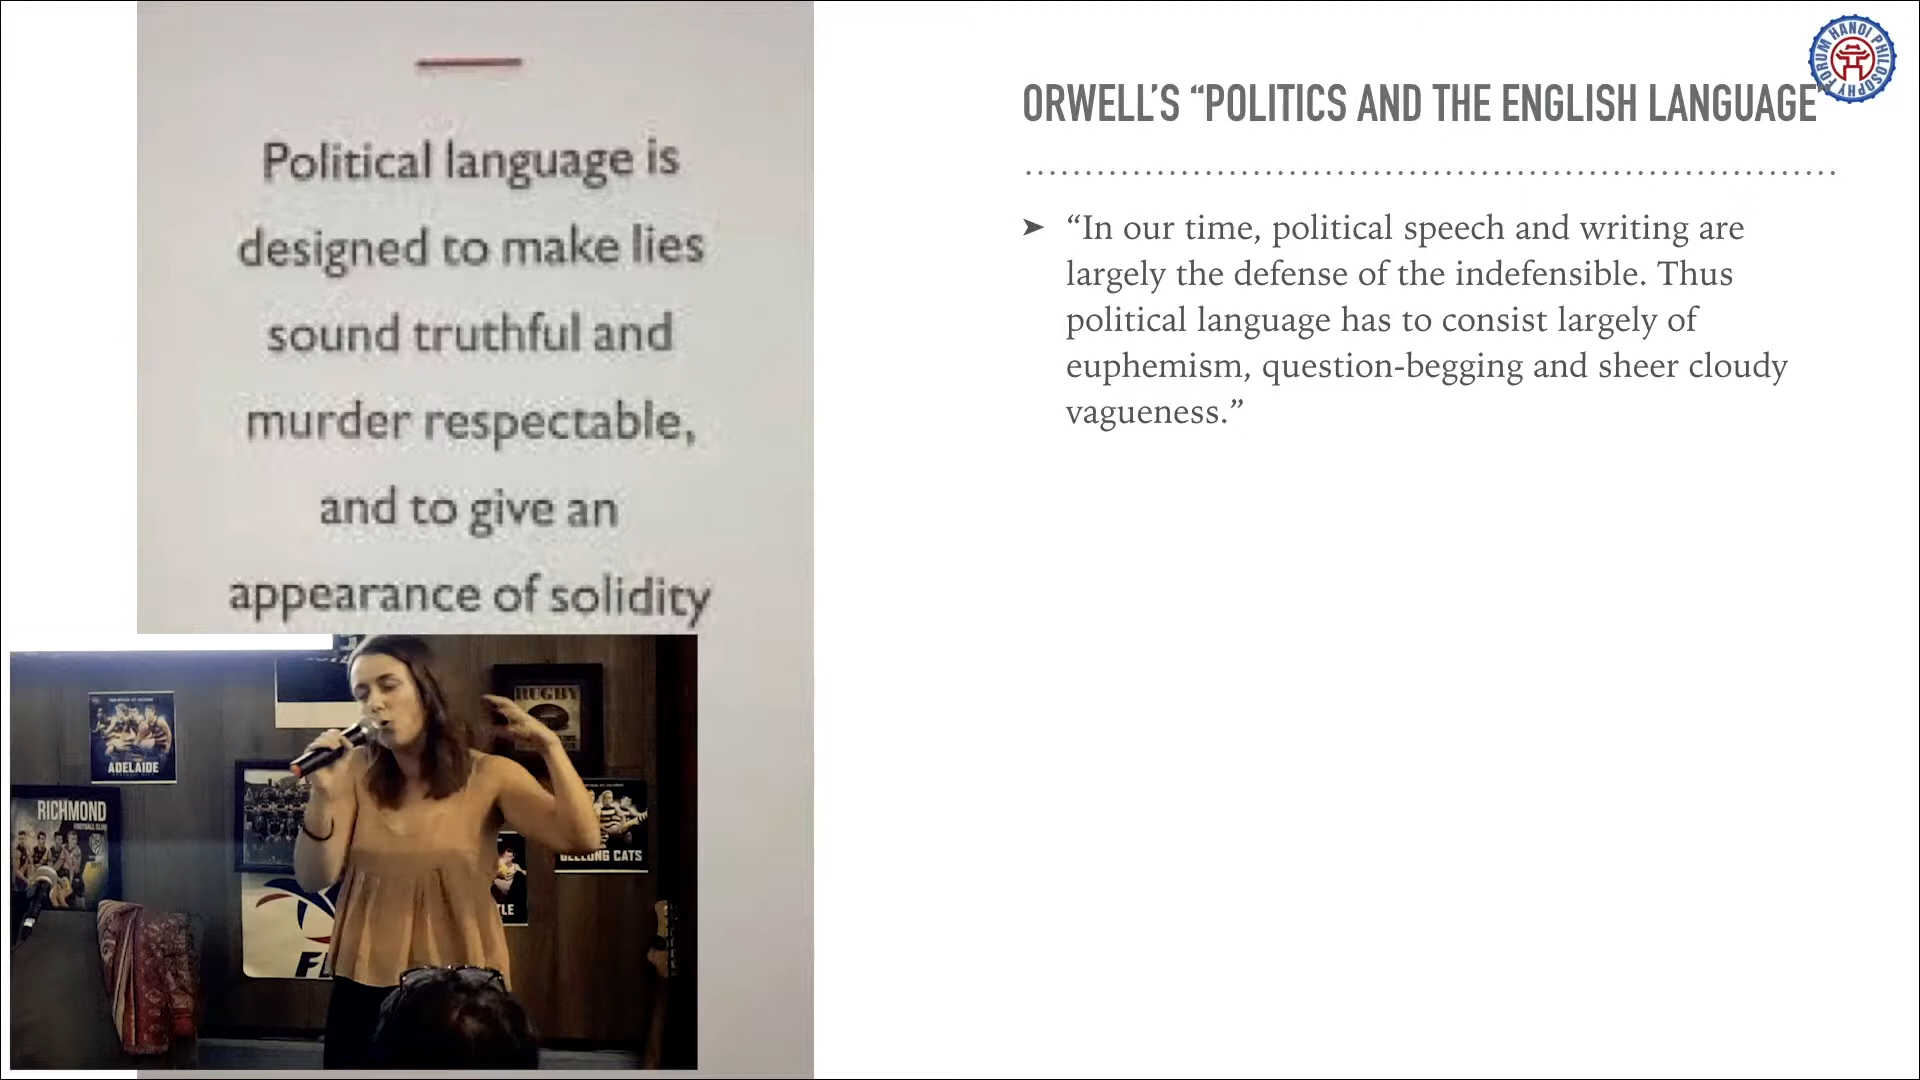 Political language is
designed to make lies
sound truthful and
murder respectable,
and to give an
appearance of solidity
ORWELL’S “POLITICS AND THE ENGLISH LANGUAGE”
➤ “In our time, political speech and writing are
largely the defense of the indefensible. Thus
political language has to consist largely of
euphemism, question-begging and sheer cloudy
vagueness.”
FORUM HANOI PHILOSOPHY
RUGBY
ADELAIDE
RICHMOND
FOOTBALL CLUB
GEELONG CATS